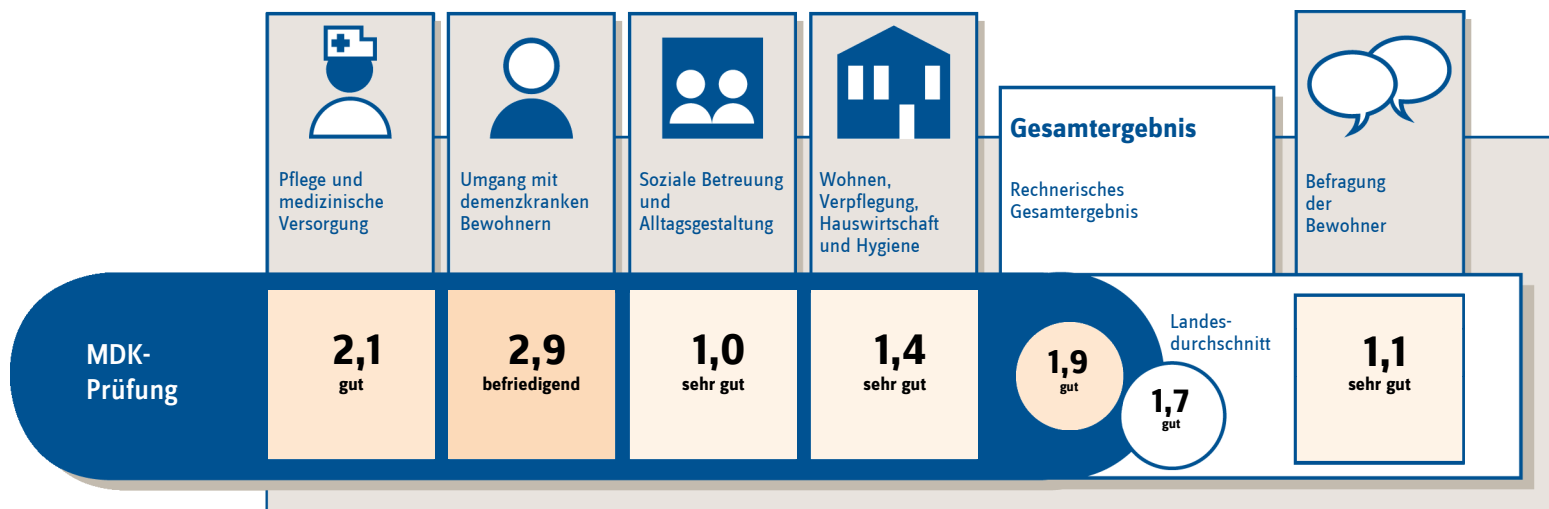 Pflege und
medizinische
Versorgung
Umgang mit
demenzkranken
Bewohnern
Soziale Betreuung
und
Alltagsgestaltung
Wohnen,
Verpflegung,
Hauswirtschaft
und Hygiene
Gesamtergebnis
Rechnerisches
Gesamtergebnis
Befragung
der
Bewohner
MDK-
Prüfung
2,1
gut
2,9
befriedigend
1,0
sehr gut
1,4
sehr gut
1,9
gut
Landes-
durchschnitt
1,7
gut
1,1
sehr gut